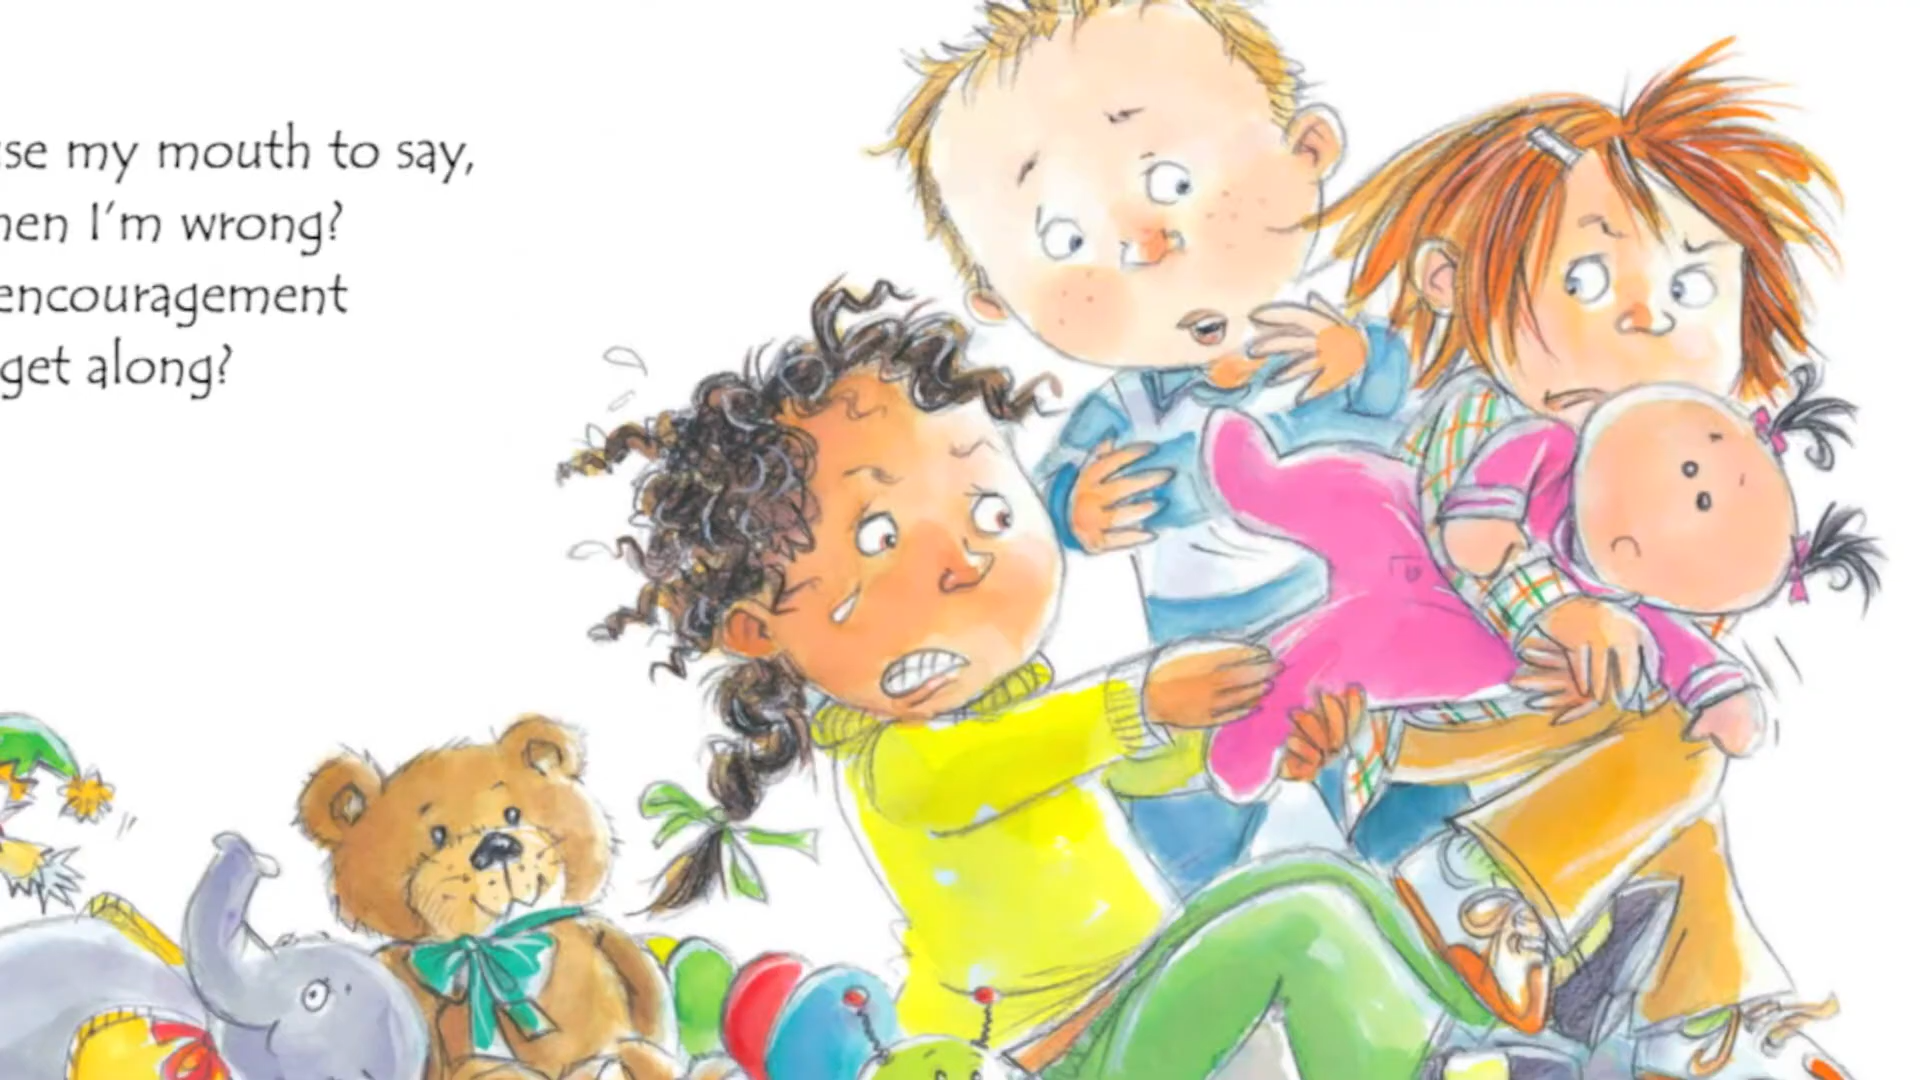 se my mouth to say,
hen I'm wrong?
encouragement
get along?